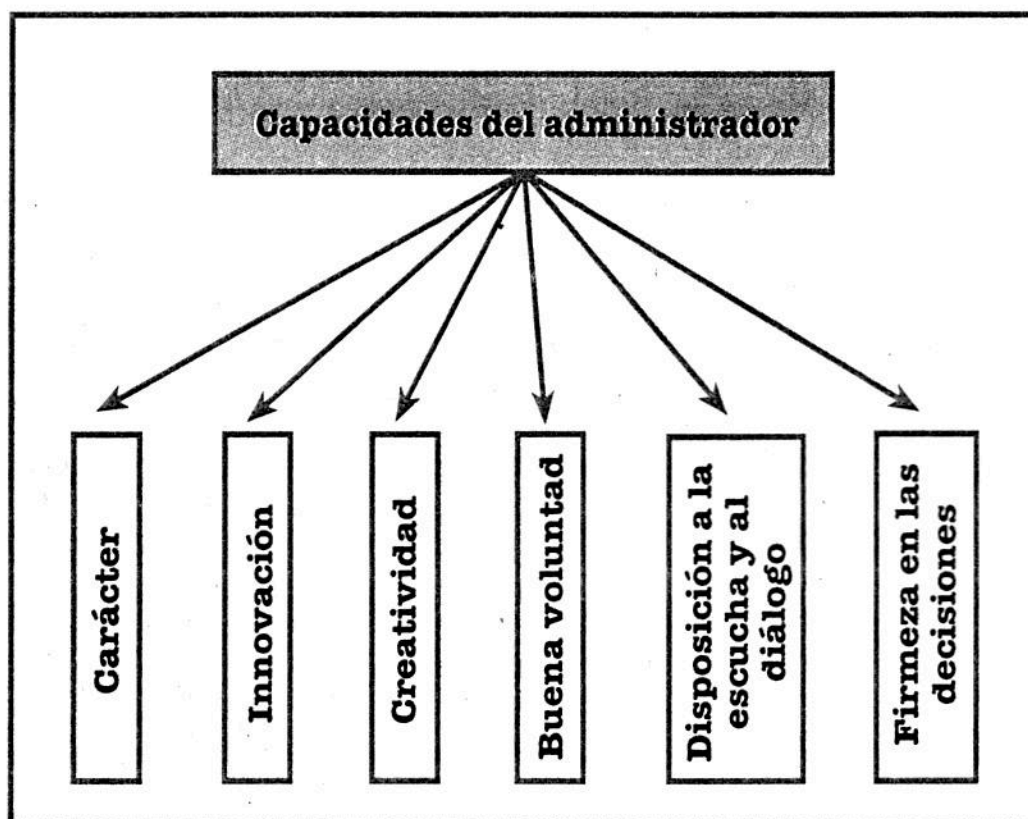 Capacidades del administrador
Carácter
Innovación
Creatividad
Buena voluntad
Disposición a la
escucha y al
diálogo
Firmeza en las
decisiones